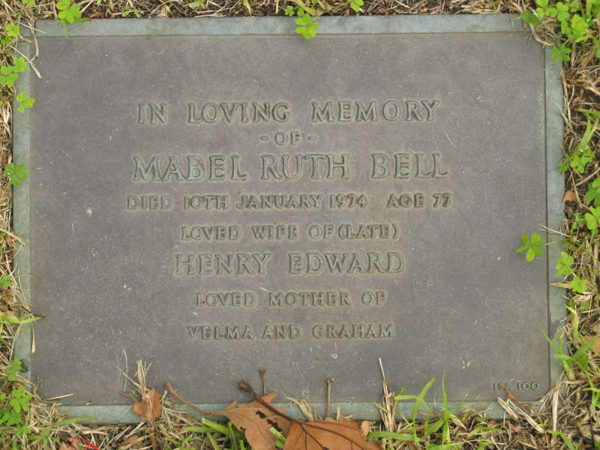 IN LOVING MEMORY
- OF -
MABEL RUTH BELL
DIED 10TH JANUARY 1974 AGE 77
LOVED WIFE OF (LATE)
HENRY EDWARD
LOVED MOTHER OF
VELMA AND GRAHAM
100